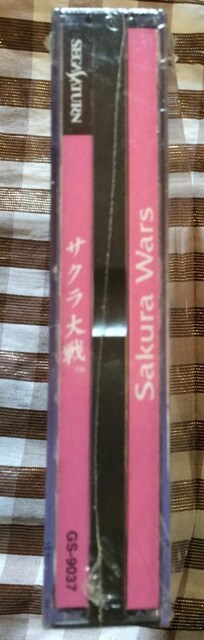 SEGA SATURN
サクラ大戦
TM
GS-9037
Sakura Wars